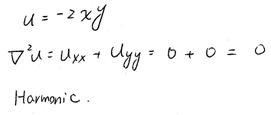 u = -2xy
∇²u = Uxx + Uyy = 0 + 0 = 0
Harmonic.